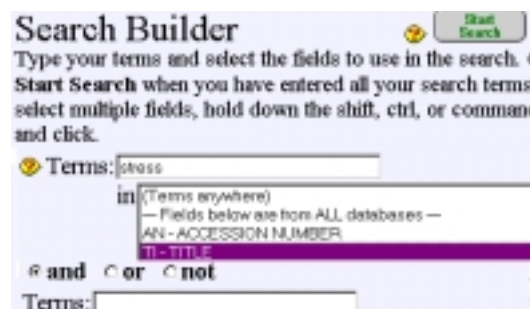 Search Builder
Start Search
Type your terms and select the fields to use in the search.
Start Search when you have entered all your search terms
select multiple fields, hold down the shift, ctrl, or command
and click.
Terms: stress
in (Terms anywhere)
— Fields below are from ALL databases —
AN - ACCESSION NUMBER
TI - TITLE
and or not
Terms: